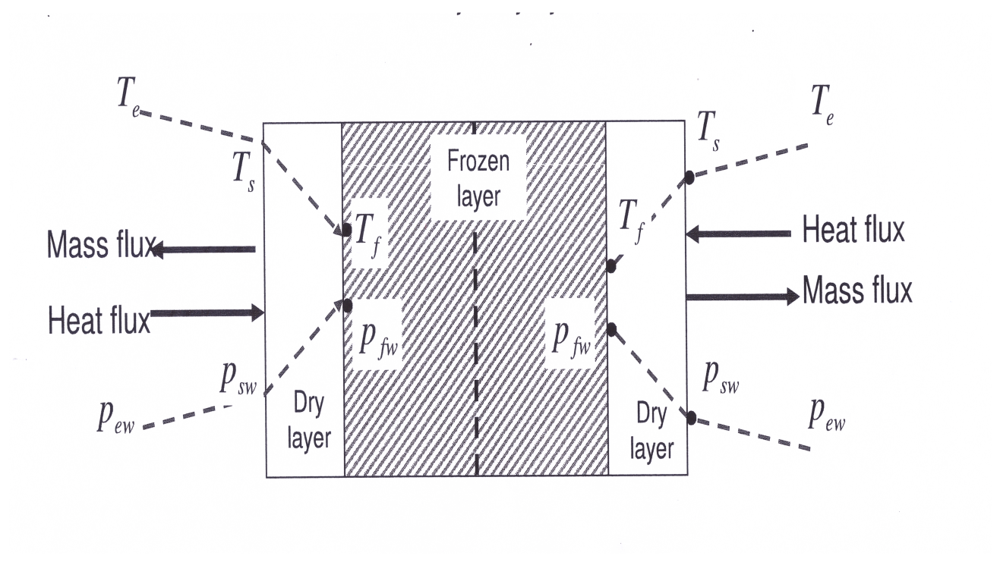 T_e
T_e
T_s
T_s
Frozen
layer
T_f
T_f
Mass flux
Heat flux
Heat flux
Mass flux
p_fw
p_fw
p_sw
p_sw
Dry
layer
Dry
layer
p_ew
p_ew